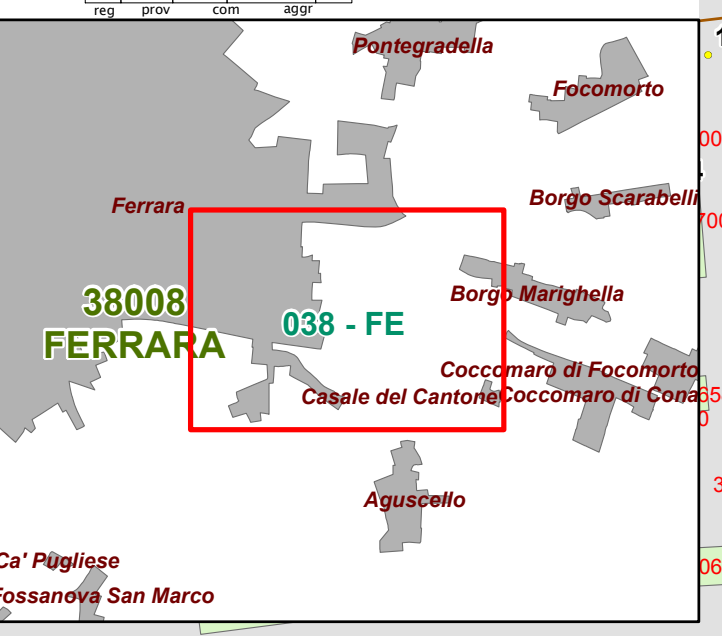 reg prov com aggr
Pontegradella
Focomorto
Borgo Scarabelli
Ferrara
38008
FERRARA
038 - FE
Borgo Marighella
Coccomaro di Focomorto
Casale del Cantone
Coccomaro di Cona
Aguscello
Ca' Pugliese
Fossanova San Marco